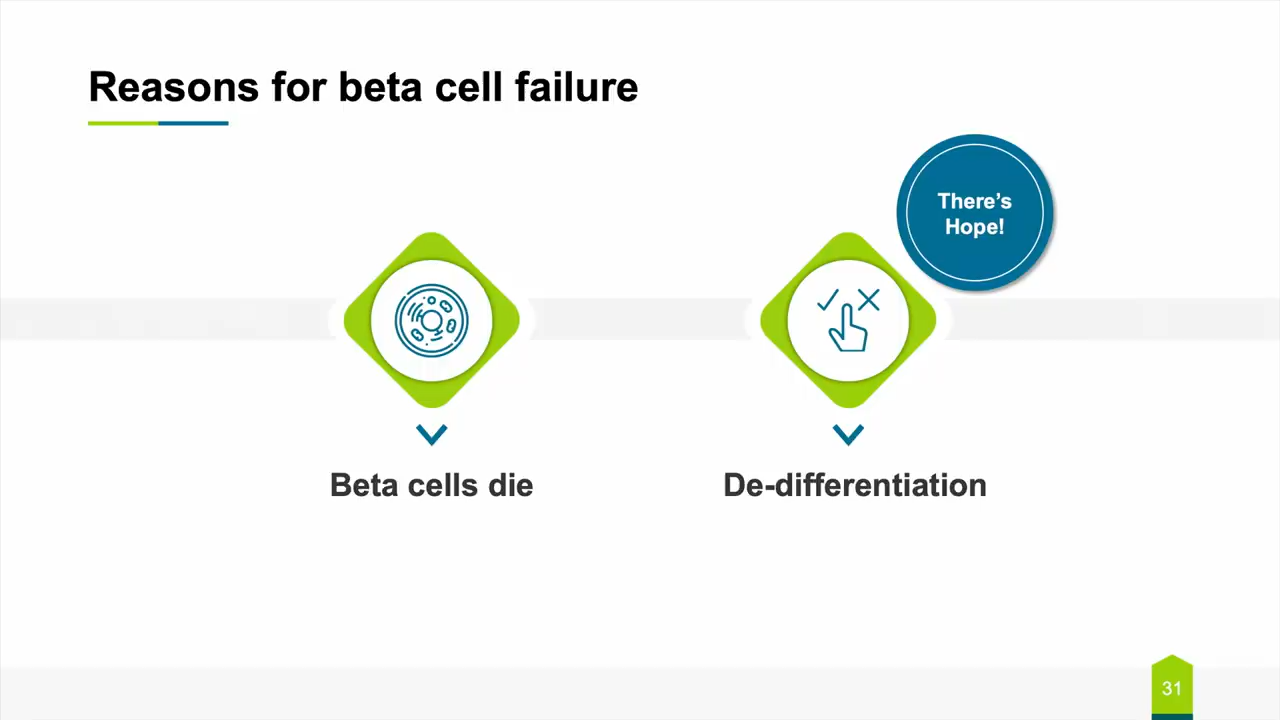 Reasons for beta cell failure
There’s
Hope!
Beta cells die
De-differentiation
31